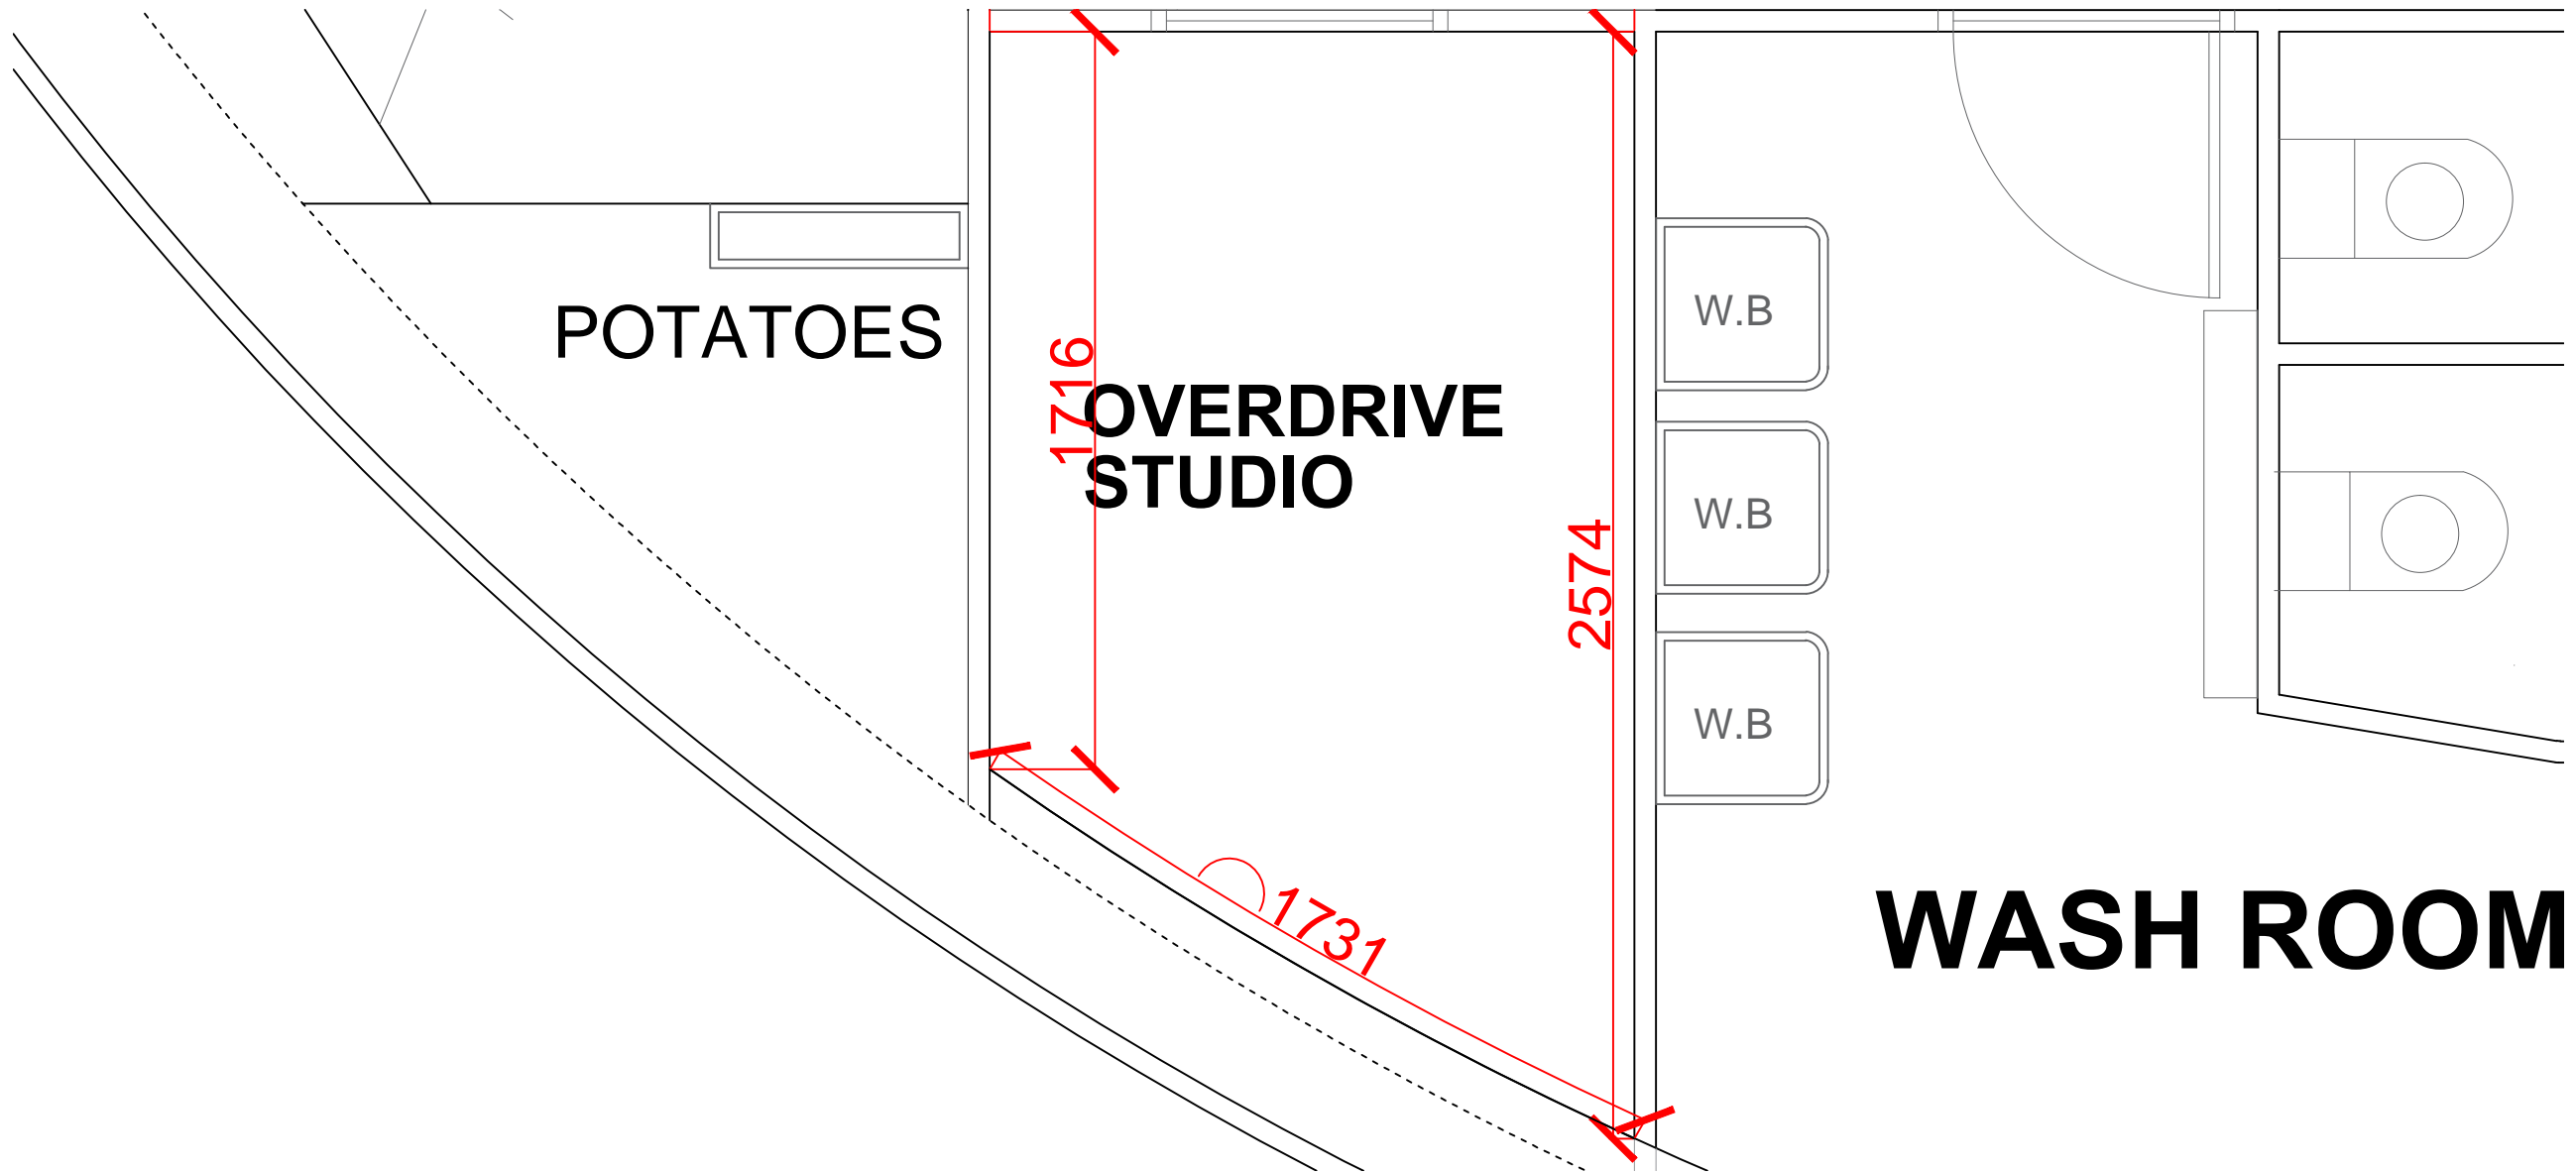 POTATOES
1716
OVERDRIVE
STUDIO
2574
1731
W.B
W.B
W.B
WASH ROOM